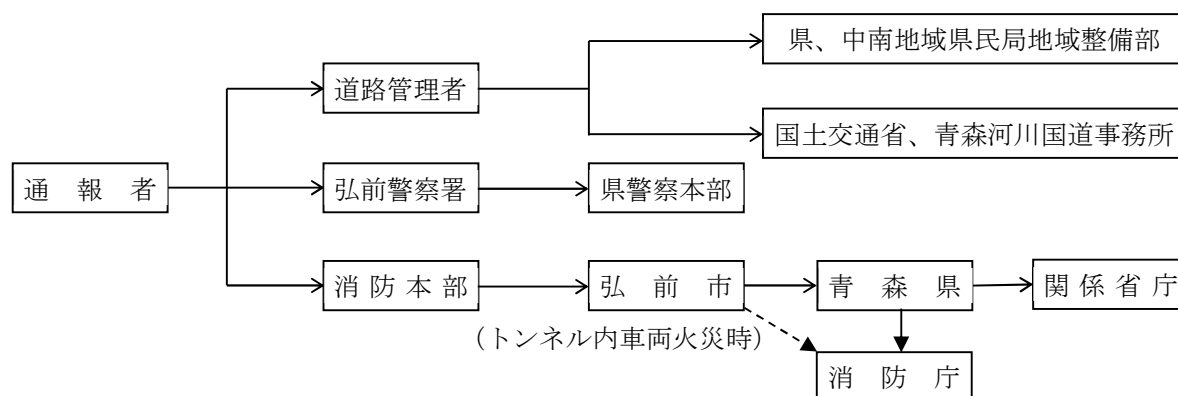 県、中南地域県民局地域整備部
道路管理者
国土交通省、青森河川国道事務所
通報者
弘前警察署
県警察本部
消防本部
弘前市
青森県
関係省庁
(トンネル内車両火災時)
消防庁